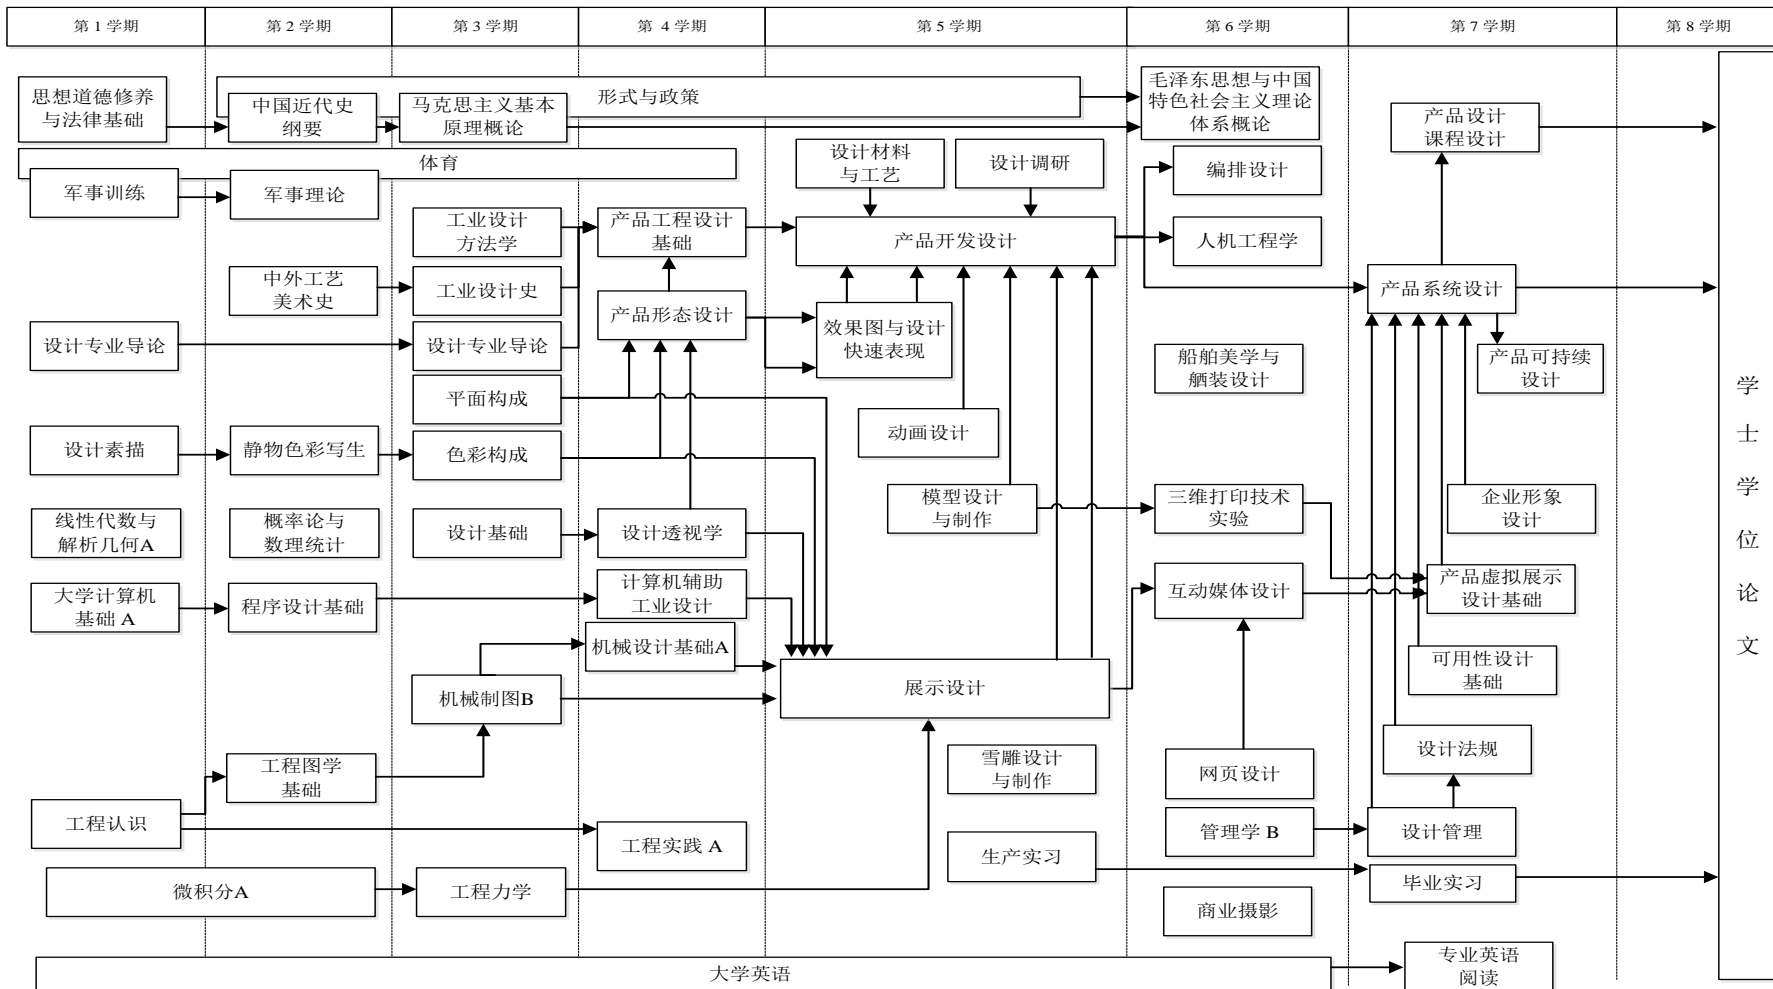 第 1 学期
第 2 学期
第 3 学期
第 4 学期
第 5 学期
第 6 学期
第 7 学期
第 8 学期
思想道德修养
与法律基础
形式与政策
中国近代史
纲要
马克思主义基本
原理概论
毛泽东思想与中国
特色社会主义理论
体系概论
产品设计
课程设计
体育
设计材料
与工艺
设计调研
编排设计
军事训练
军事理论
工业设计
方法学
产品工程设计
基础
产品开发设计
人机工程学
中外工艺
美术史
工业设计史
产品形态设计
产品系统设计
设计专业导论
设计专业导论
效果图与设计
快速表现
船舶美学与
舾装设计
产品可持续
设计
平面构成
动画设计
设计素描
静物色彩写生
色彩构成
模型设计
与制作
三维打印技术
实验
企业形象
设计
线性代数与
解析几何A
概率论与
数理统计
设计基础
设计透视学
大学计算机
基础 A
程序设计基础
计算机辅助
工业设计
互动媒体设计
产品虚拟展示
设计基础
机械设计基础A
可用性设计
基础
机械制图B
展示设计
工程图学
基础
雪雕设计
与制作
网页设计
设计法规
工程认识
工程实践 A
管理学 B
设计管理
生产实习
毕业实习
微积分A
工程力学
商业摄影
大学英语
专业英语
阅读
学
士
学
位
论
文